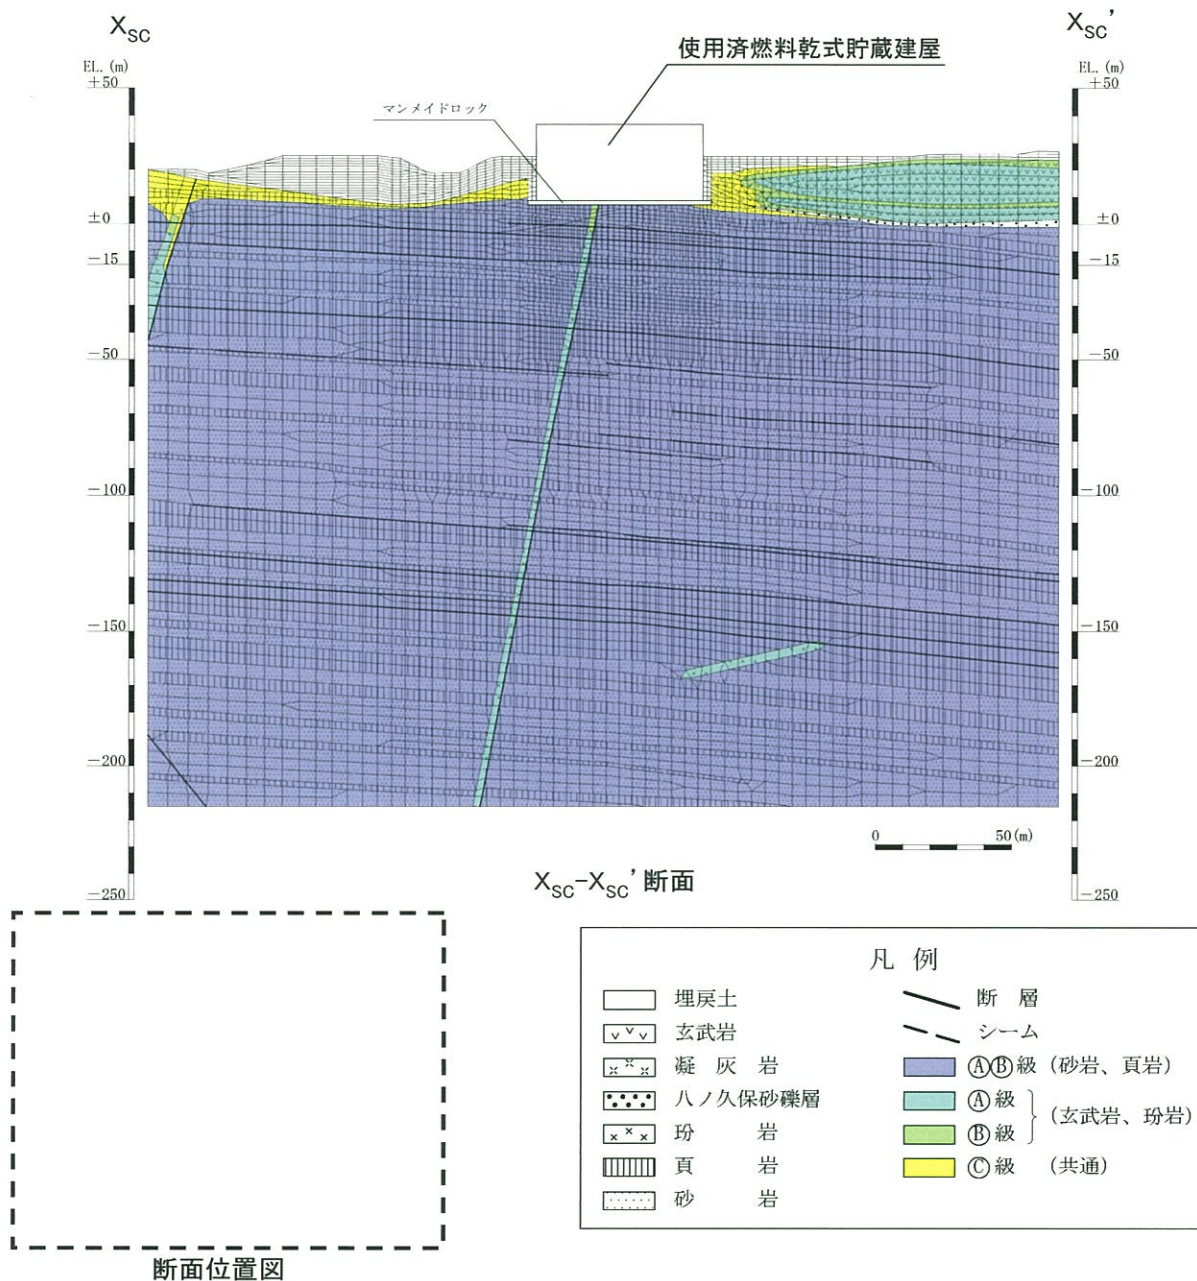 X_SC
X_SC'
使用済燃料乾式貯蔵建屋
マンメイドロック
EL. (m)
+50
±0
-15
-50
-100
-150
-200
-250
EL. (m)
+50
±0
-15
-50
-100
-150
-200
-250
0 50(m)
X_SC-X_SC'断面
断面位置図
凡 例
埋戻土
玄武岩
凝 灰 岩
八ノ久保砂礫層
玢 岩
頁 岩
砂 岩
断 層
シーム
ⒶⒷ級 (砂岩、頁岩)
Ⓐ級
Ⓑ級
(玄武岩、玢岩)
Ⓒ級 (共通)